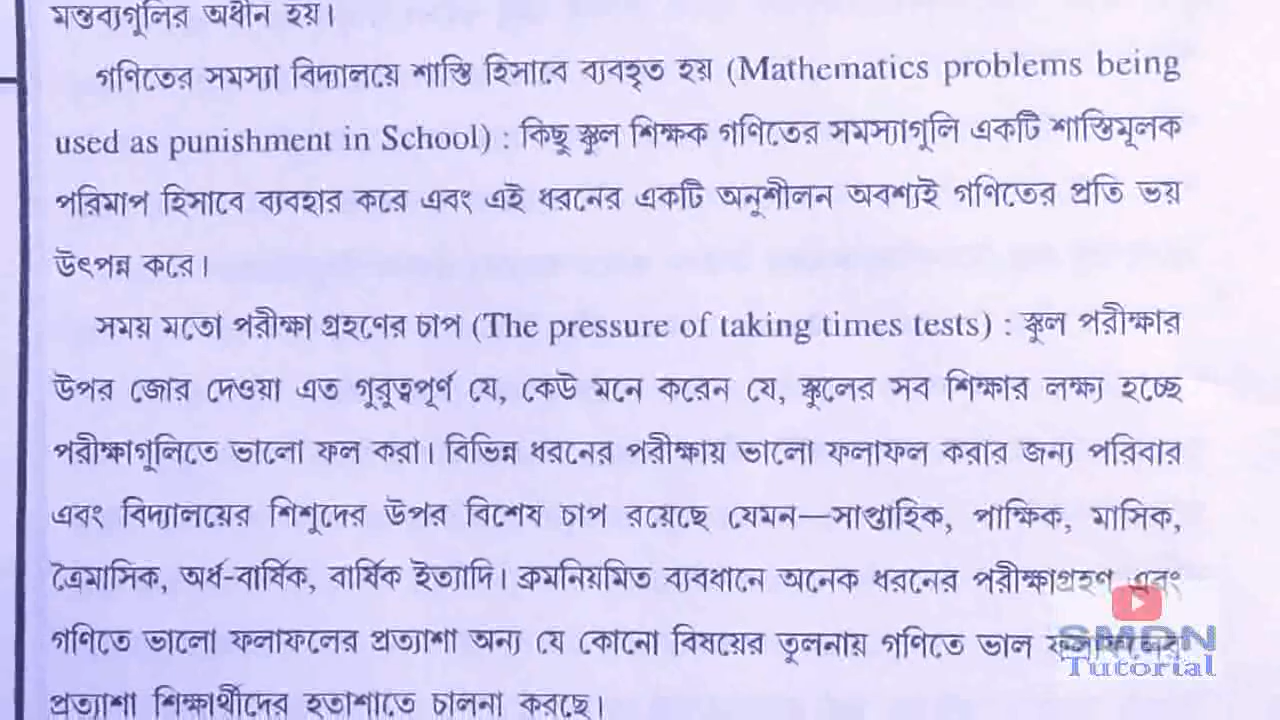 মন্তব্যগুলির অধীন হয়।
গণিতের সমস্যা বিদ্যালয়ে শাস্তি হিসাবে ব্যবহৃত হয় (Mathematics problems being
used as punishment in School) : কিছু স্কুল শিক্ষক গণিতের সমস্যাগুলি একটি শাস্তিমূলক
পরিমাপ হিসাবে ব্যবহার করে এবং এই ধরনের একটি অনুশীলন অবশ্যই গণিতের প্রতি ভয়
উৎপন্ন করে।
সময় মতো পরীক্ষা গ্রহণের চাপ (The pressure of taking times tests) : স্কুল পরীক্ষার
উপর জোর দেওয়া এত গুরুত্বপূর্ণ যে, কেউ মনে করেন যে, স্কুলের সব শিক্ষার লক্ষ্য হচ্ছে
পরীক্ষাগুলিতে ভালো ফল করা। বিভিন্ন ধরনের পরীক্ষায় ভালো ফলাফল করার জন্য পরিবার
এবং বিদ্যালয়ের শিশুদের উপর বিশেষ চাপ রয়েছে যেমন—সাপ্তাহিক, পাক্ষিক, মাসিক,
ত্রৈমাসিক, অর্ধ-বার্ষিক, বার্ষিক ইত্যাদি। ক্রমনিয়মিত ব্যবধানে অনেক ধরনের পরীক্ষাগ্রহণ এবং
গণিতে ভালো ফলাফলের প্রত্যাশা অন্য যে কোনো বিষয়ের তুলনায় গণিতে ভাল ফলাফলের
প্রত্যাশা শিক্ষার্থীদের হতাশাতে চালনা করছে।
SMDN
Tutorial